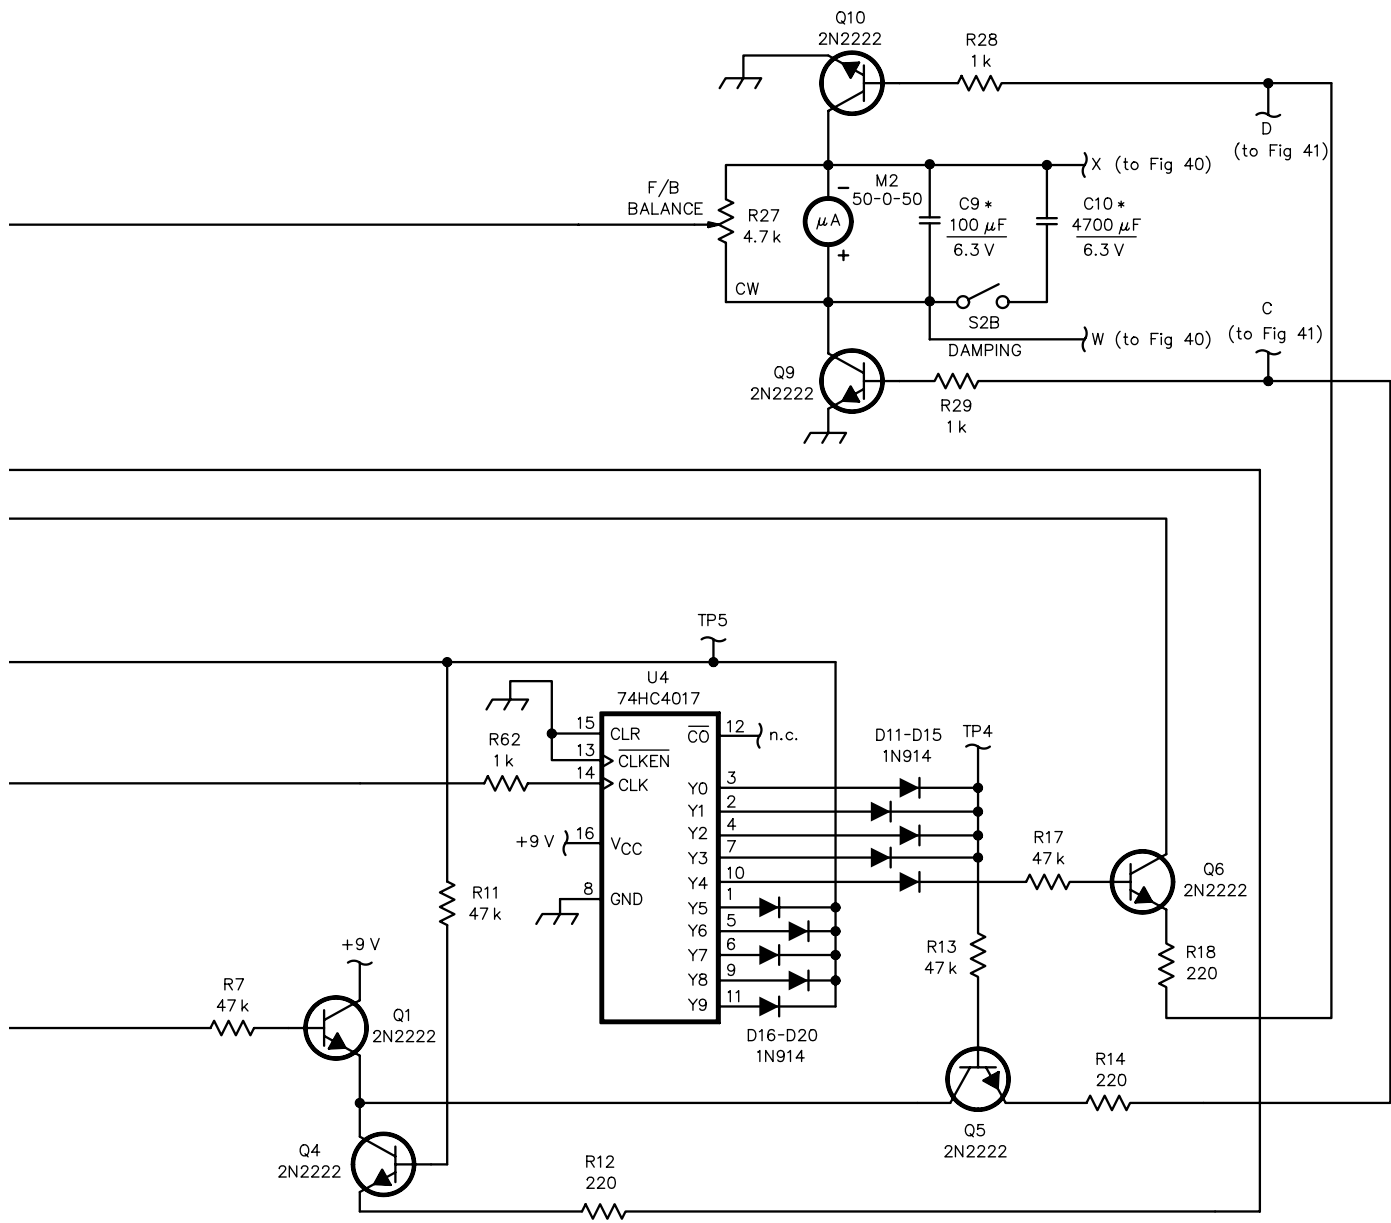 Q10
2N2222
R28
1 k
D
(to Fig 41)
X (to Fig 40)
F/B
BALANCE
R27
4.7 k
M2
50-0-50
−
μA
+
C9 *
100 μF
6.3 V
C10 *
4700 μF
6.3 V
CW
S2B
DAMPING
W (to Fig 40)
C
(to Fig 41)
Q9
2N2222
R29
1 k
TP5
U4
74HC4017
15
CLR
13
CLKEN
14
CLK
R62
1 k
+9 V
16
VCC
8
GND
CO
12
n.c.
Y0
3
Y1
2
Y2
4
Y3
7
Y4
10
Y5
1
Y6
5
Y7
6
Y8
9
Y9
11
D11-D15
1N914
TP4
R17
47 k
Q6
2N2222
R11
47 k
R13
47 k
R18
220
+9 V
R7
47 k
Q1
2N2222
D16-D20
1N914
R14
220
Q5
2N2222
Q4
2N2222
R12
220